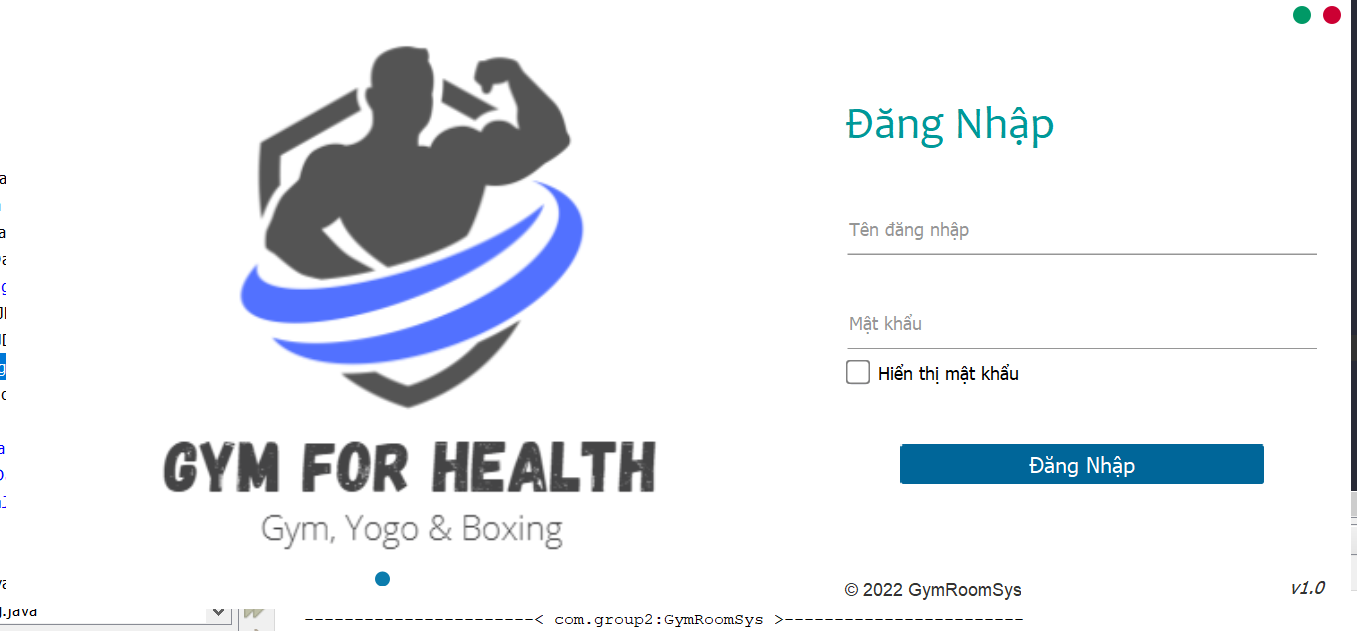 Đăng Nhập
Tên đăng nhập
Mật khẩu
Hiển thị mật khẩu
Đăng Nhập
GYM FOR HEALTH
Gym, Yogo & Boxing
© 2022 GymRoomSys
v1.0
.java
-----------------------< com.group2:GymRoomSys >------------------------